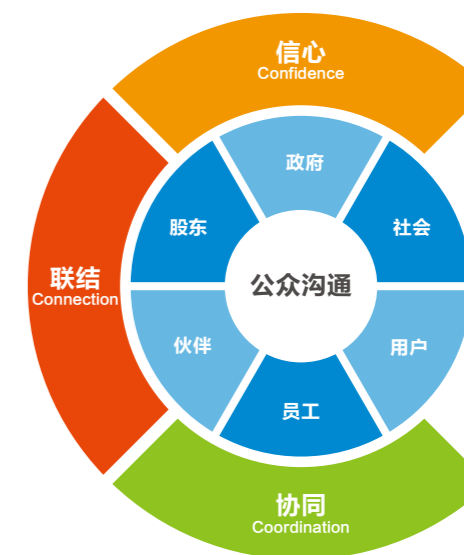 信心
Confidence
政府
股东
社会
联结
Connection
公众沟通
伙伴
用户
员工
协同
Coordination